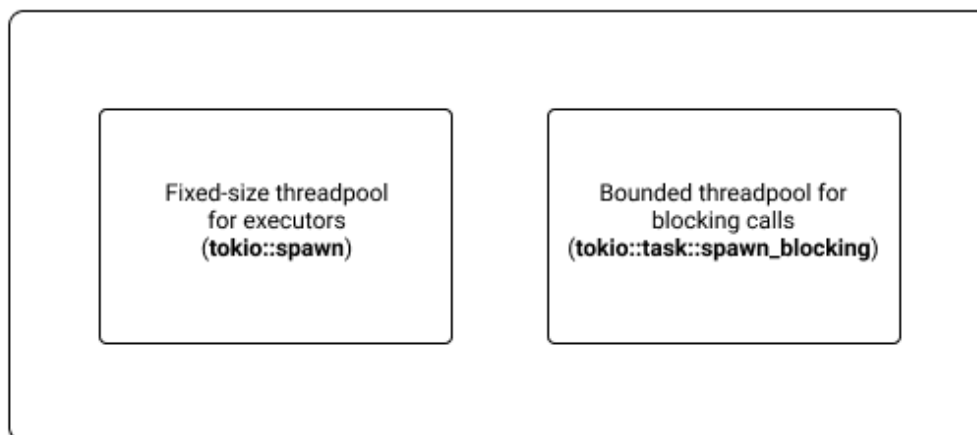 Fixed-size threadpool
for executors
(tokio::spawn)
Bounded threadpool for
blocking calls
(tokio::task::spawn_blocking)